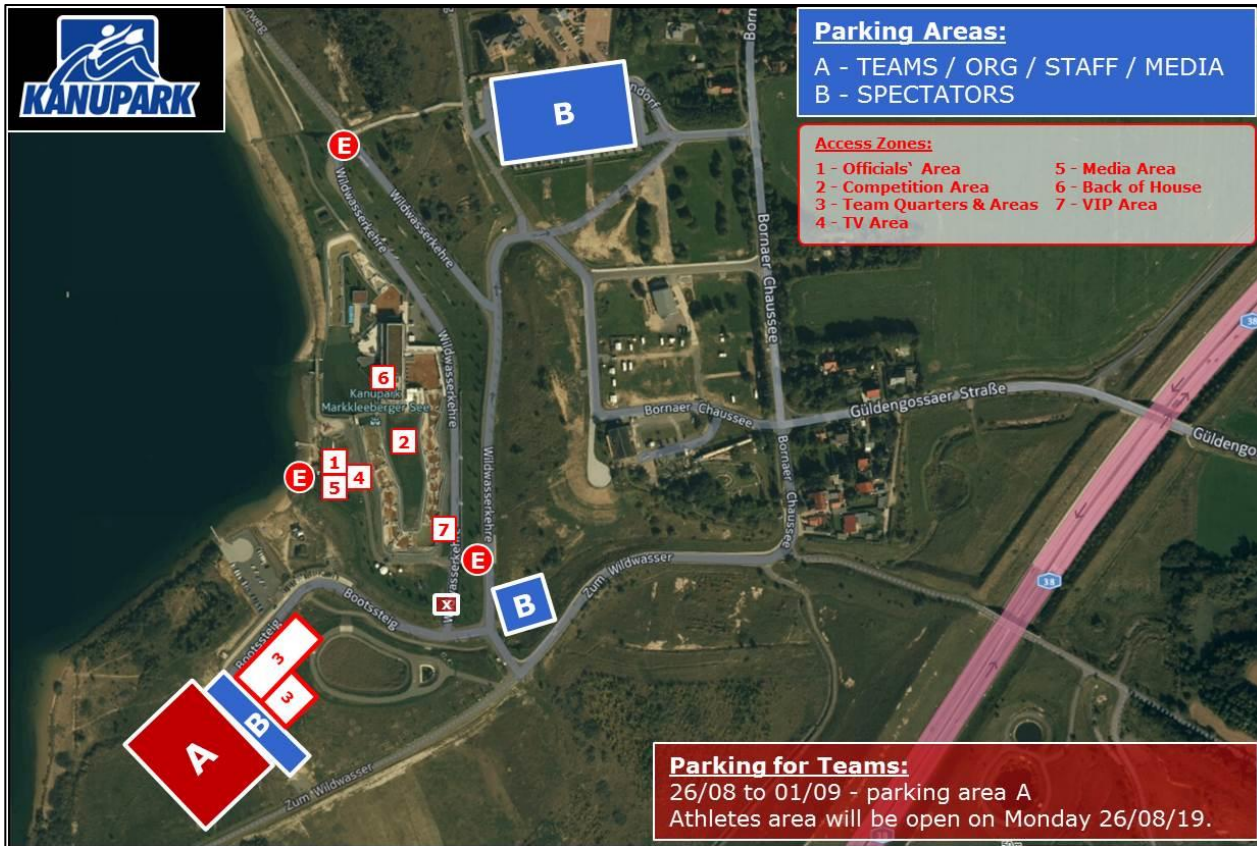 KANUPARK
Parking Areas:
A - TEAMS / ORG / STAFF / MEDIA
B - SPECTATORS
Access Zones:
1 - Officials` Area
2 - Competition Area
3 - Team Quarters & Areas
4 - TV Area
5 - Media Area
6 - Back of House
7 - VIP Area
B
E
Wildwasserkehre
Wildwasserkehre
Bornaer Chaussee
38
6
Kanupark
Markkleeberger See
2
Wildwasserkehre
Bornaer Chaussee
Güldengossaer Straße
1
4
5
E
7
Wildwasserkehre
E
Bornaer Chaussee
Zum Wildwasser
38
X
B
Bootssteig
Bootssteig
3
3
B
A
Zum Wildwasser
Parking for Teams:
26/08 to 01/09 - parking area A
Athletes area will be open on Monday 26/08/19.